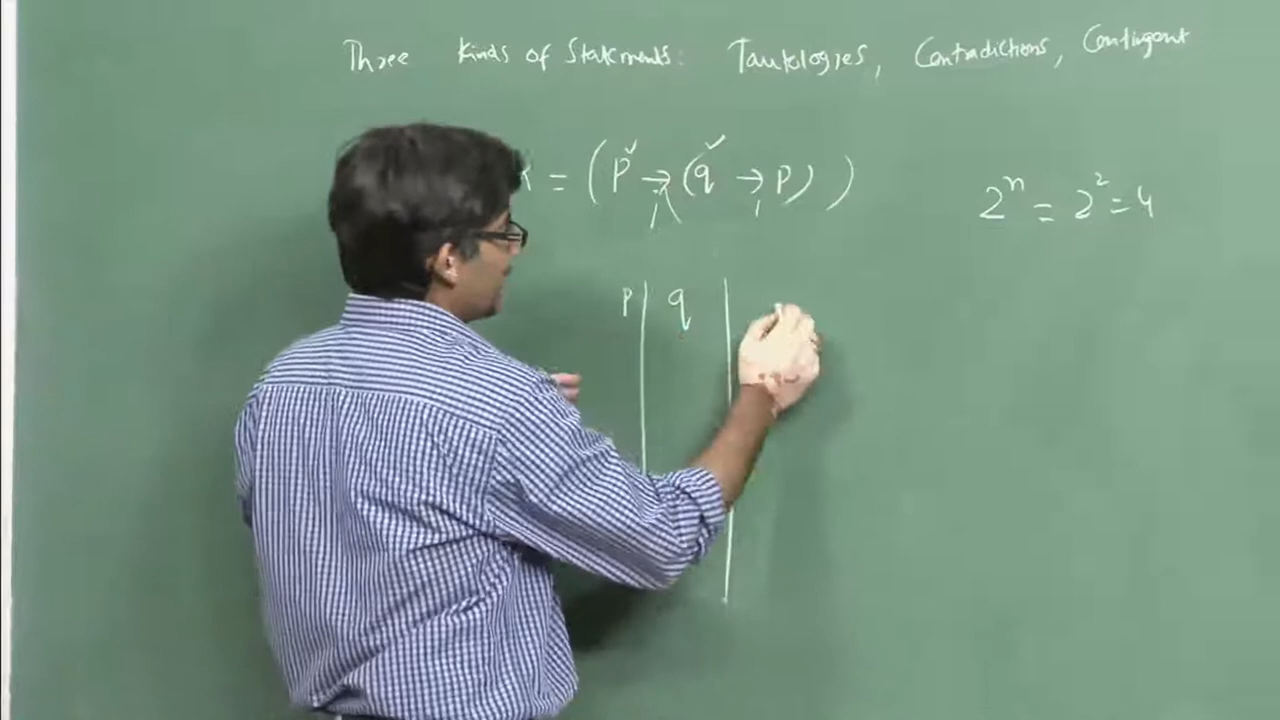 Three Kinds of Statements: Tautologies, Contradictions, Contingent
= (P → (q → P))
2ⁿ = 2² = 4
P q